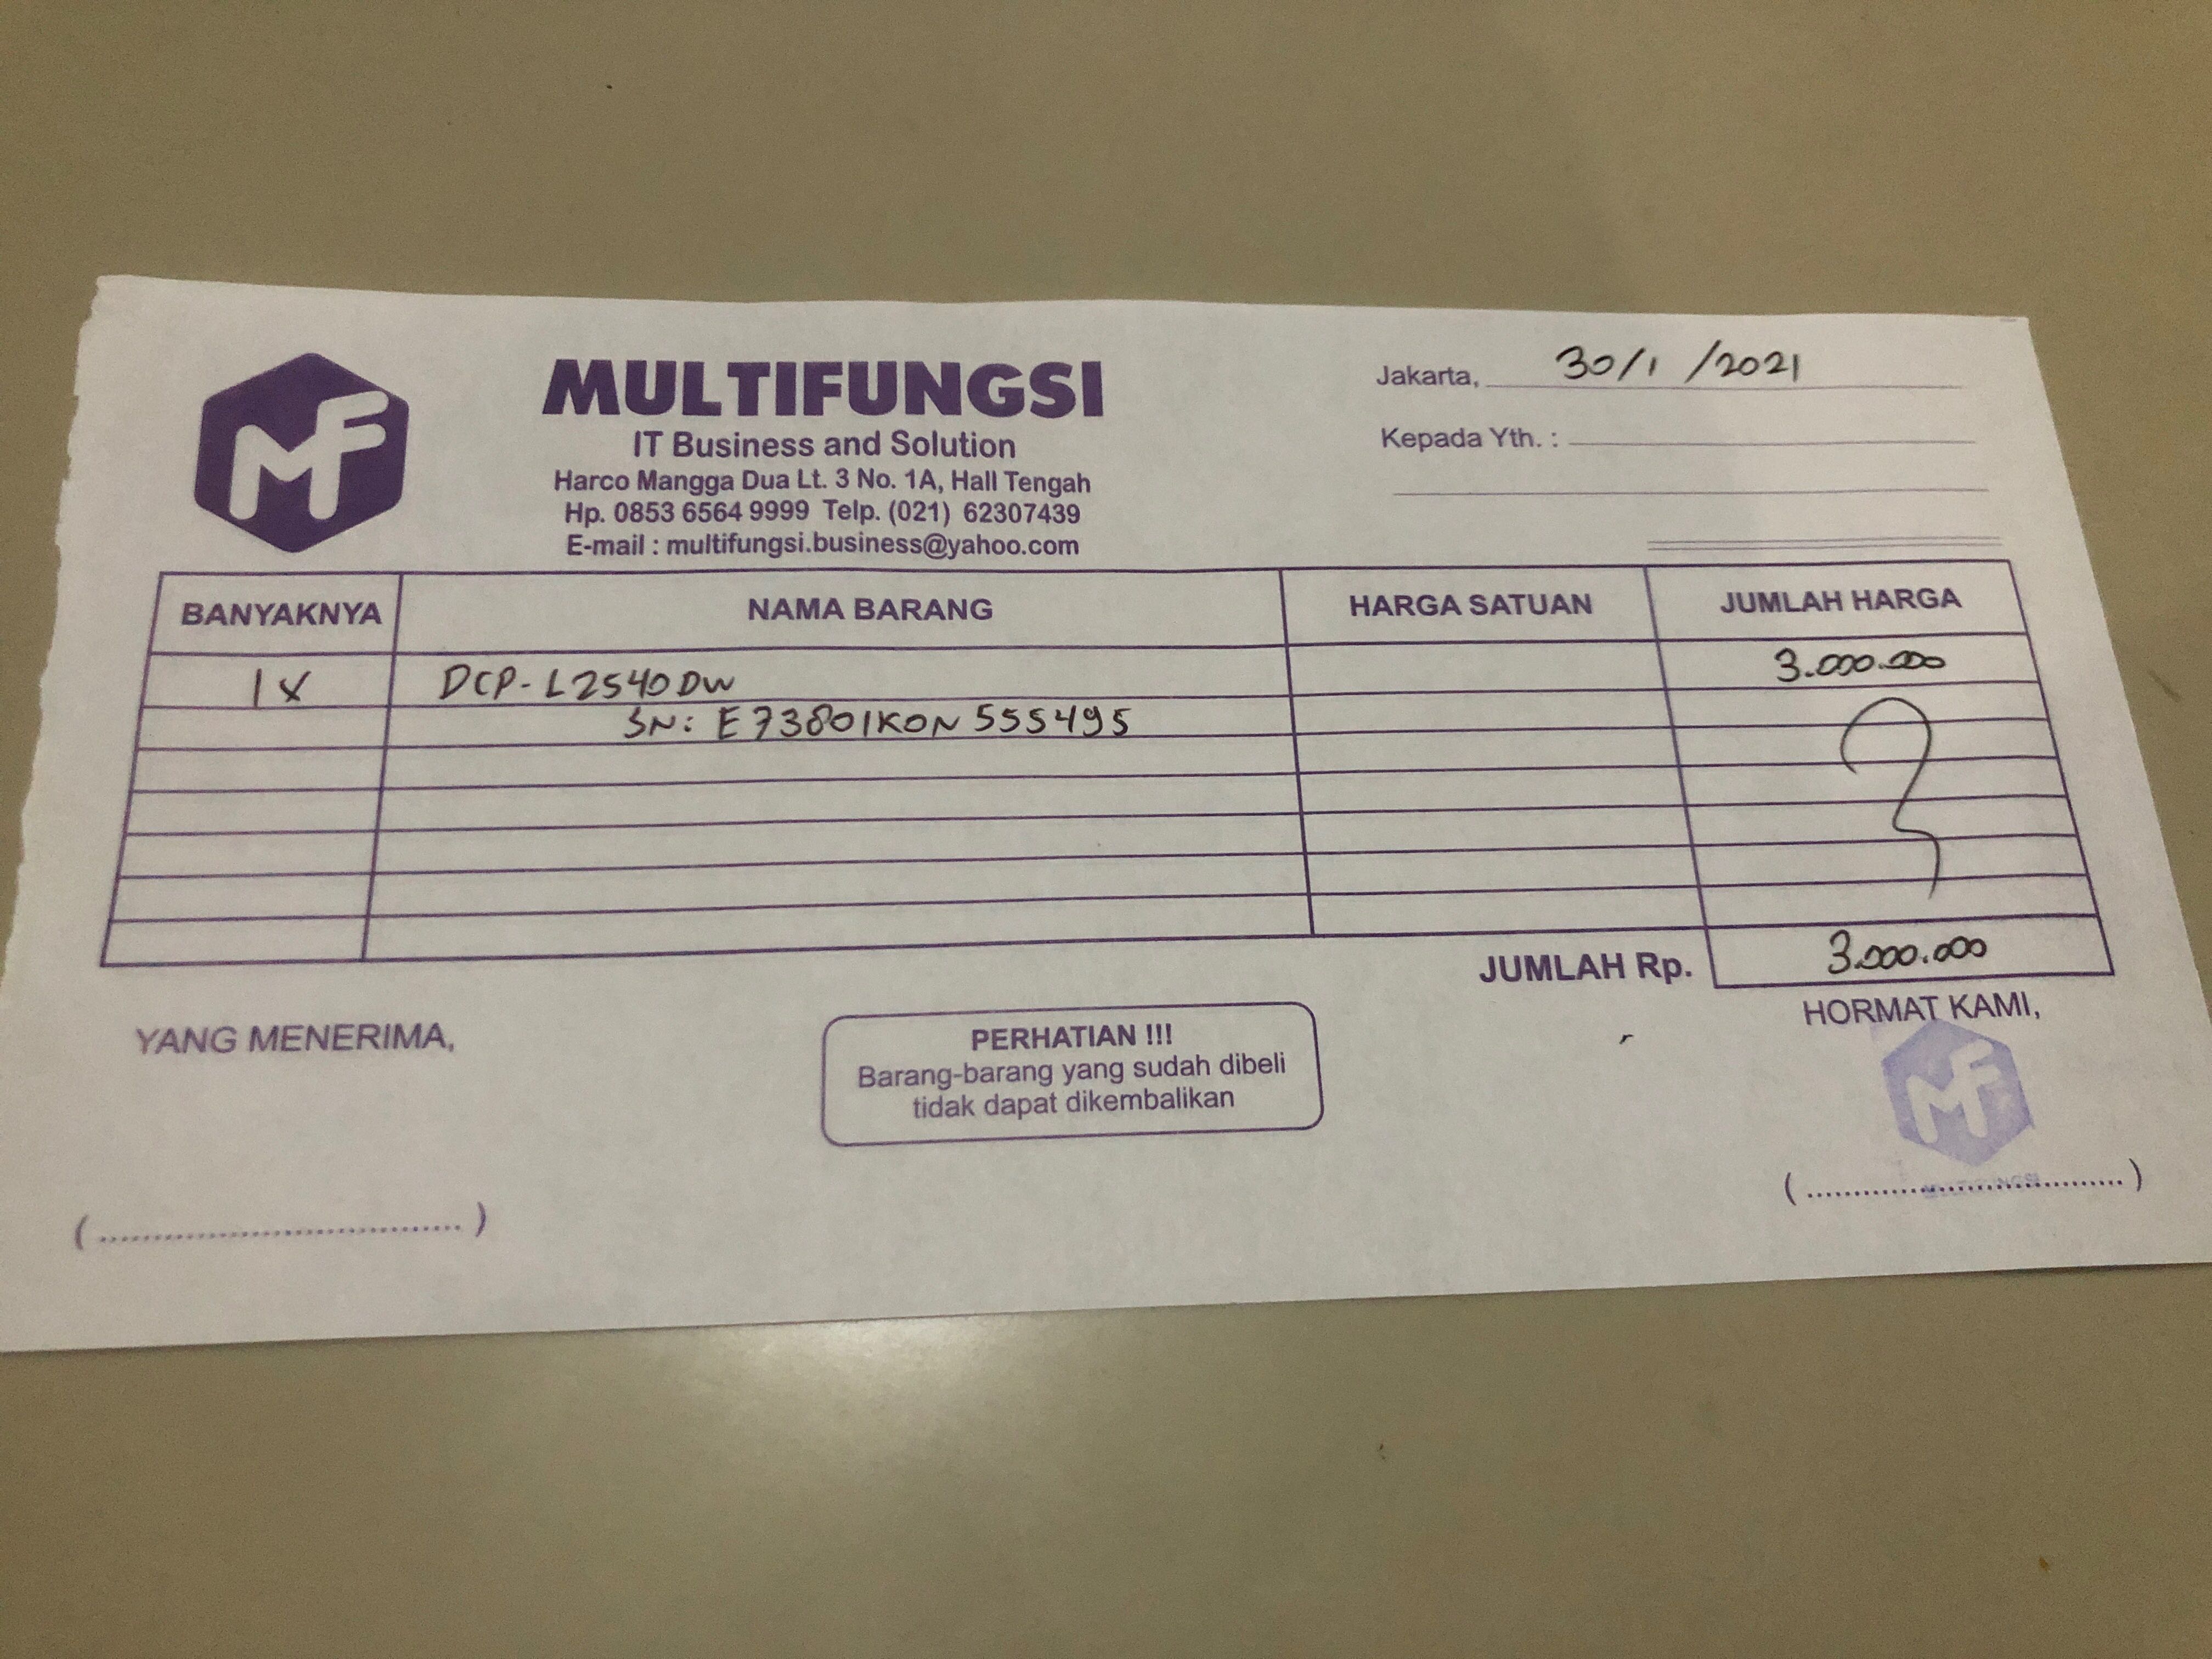 MF
MULTIFUNGSI
IT Business and Solution
Harco Mangga Dua Lt. 3 No. 1A, Hall Tengah
Hp. 0853 6564 9999 Telp. (021) 62307439
E-mail : multifungsi.business@yahoo.com
Jakarta, 30/1/2021
Kepada Yth. :
BANYAKNYA NAMA BARANG HARGA SATUAN JUMLAH HARGA
1X DCP-L2540DW 3.000.000
SN: E73801K0N555495
JUMLAH Rp. 3.000.000
YANG MENERIMA,
PERHATIAN !!!
Barang-barang yang sudah dibeli
tidak dapat dikembalikan
HORMAT KAMI,
MF
MULTIFUNGSI
(....................................)
(....................................)